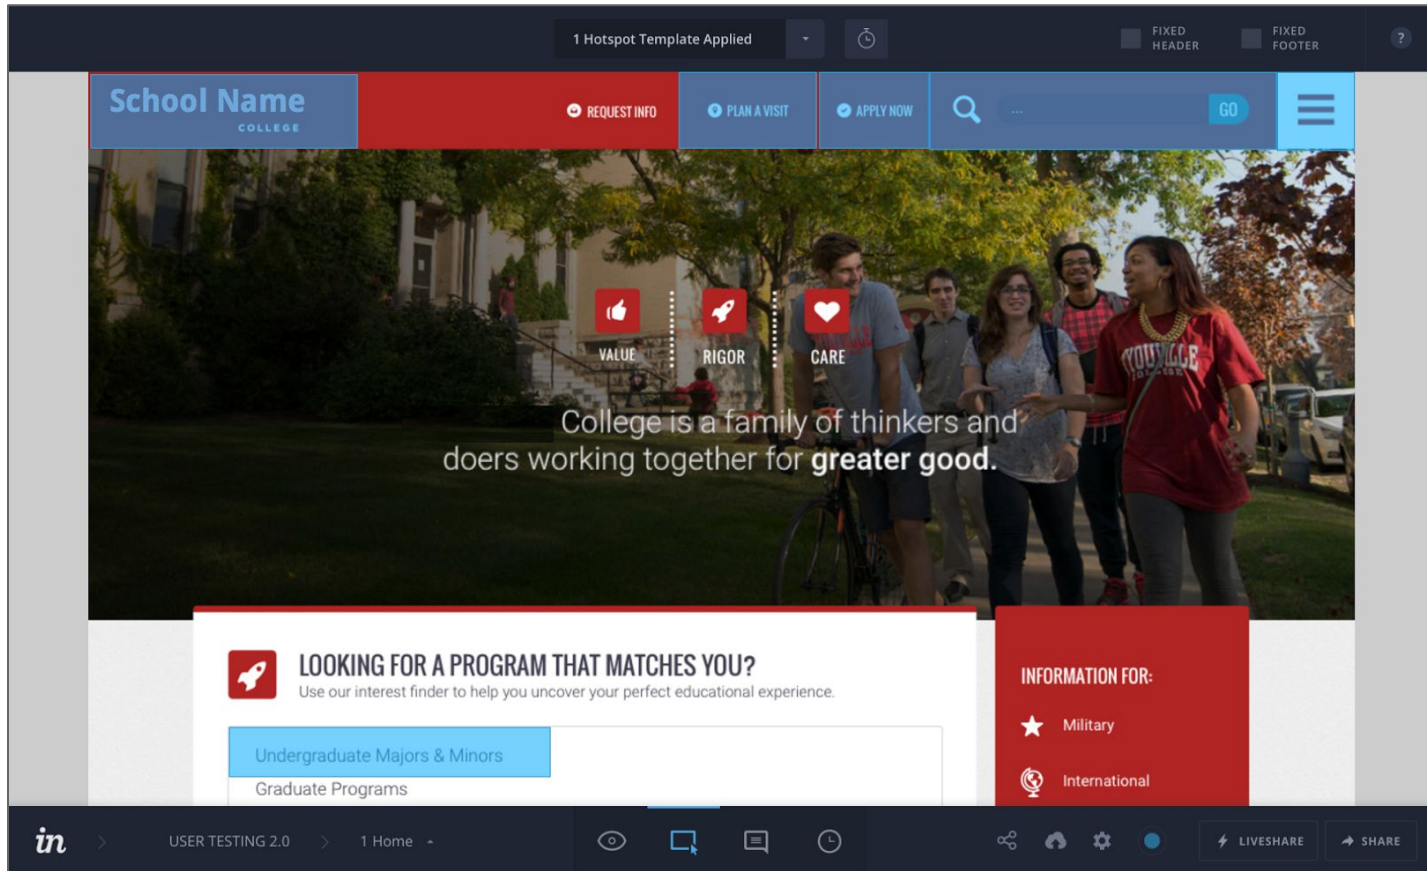 1 Hotspot Template Applied
FIXED HEADER
FIXED FOOTER
?
School Name
COLLEGE
REQUEST INFO
PLAN A VISIT
APPLY NOW
...
GO
VALUE
RIGOR
CARE
YOUVILLE
COLLEGE
College is a family of thinkers and
doers working together for greater good.
LOOKING FOR A PROGRAM THAT MATCHES YOU?
Use our interest finder to help you uncover your perfect educational experience.
Undergraduate Majors & Minors
Graduate Programs
INFORMATION FOR:
Military
International
in
USER TESTING 2.0
1 Home
LIVESHARE
SHARE